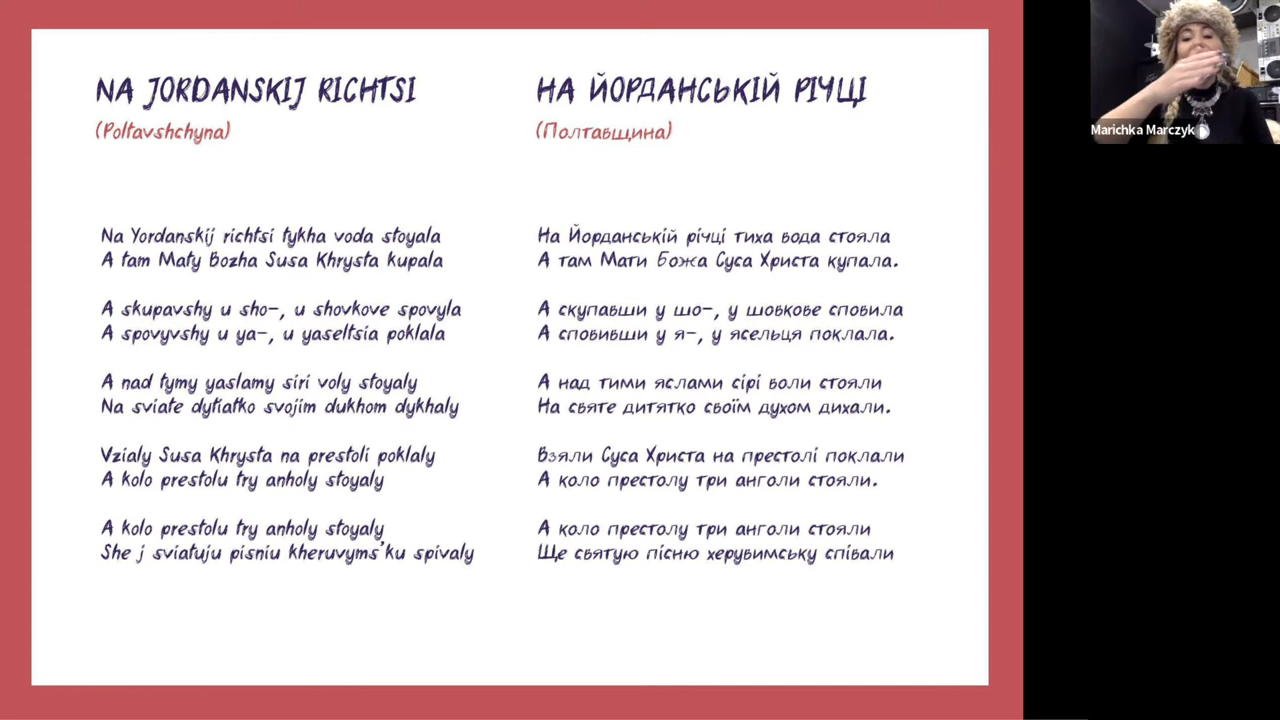 NA JORDANSKIJ RICHTSI
(Poltavshchyna)
Na Yordanskij richtsi tykha voda stoyala
A tam Maty Bozha Susa Khrysta kupala
A skupavshy u sho-, u shovkove spovyla
A spovyvshy u ya-, u yaseltsia poklala
A nad tymy yaslamy siri voly stoyaly
Na sviate dytiatko svojim dukhom dykhaly
Vzialy Susa Khrysta na prestoli poklaly
A kolo prestolu try anholy stoyaly
A kolo prestolu try anholy stoyaly
She j sviatuju pisniu kheruvyms'ku spivaly
НА ЙОРДАНСЬКІЙ РІЧЦІ
(Полтавщина)
На Йорданській річці тиха вода стояла
А там Мати Божа Суса Христа купала.
А скупавши у шо-, у шовкове сповила
А сповивши у я-, у ясельця поклала.
А над тими яслами сірі воли стояли
На святе дитятко своїм духом дихали.
Взяли Суса Христа на престолі поклали
А коло престолу три анголи стояли.
А коло престолу три анголи стояли
Ще святую пісню херувимську співали
Marichka Marczyk